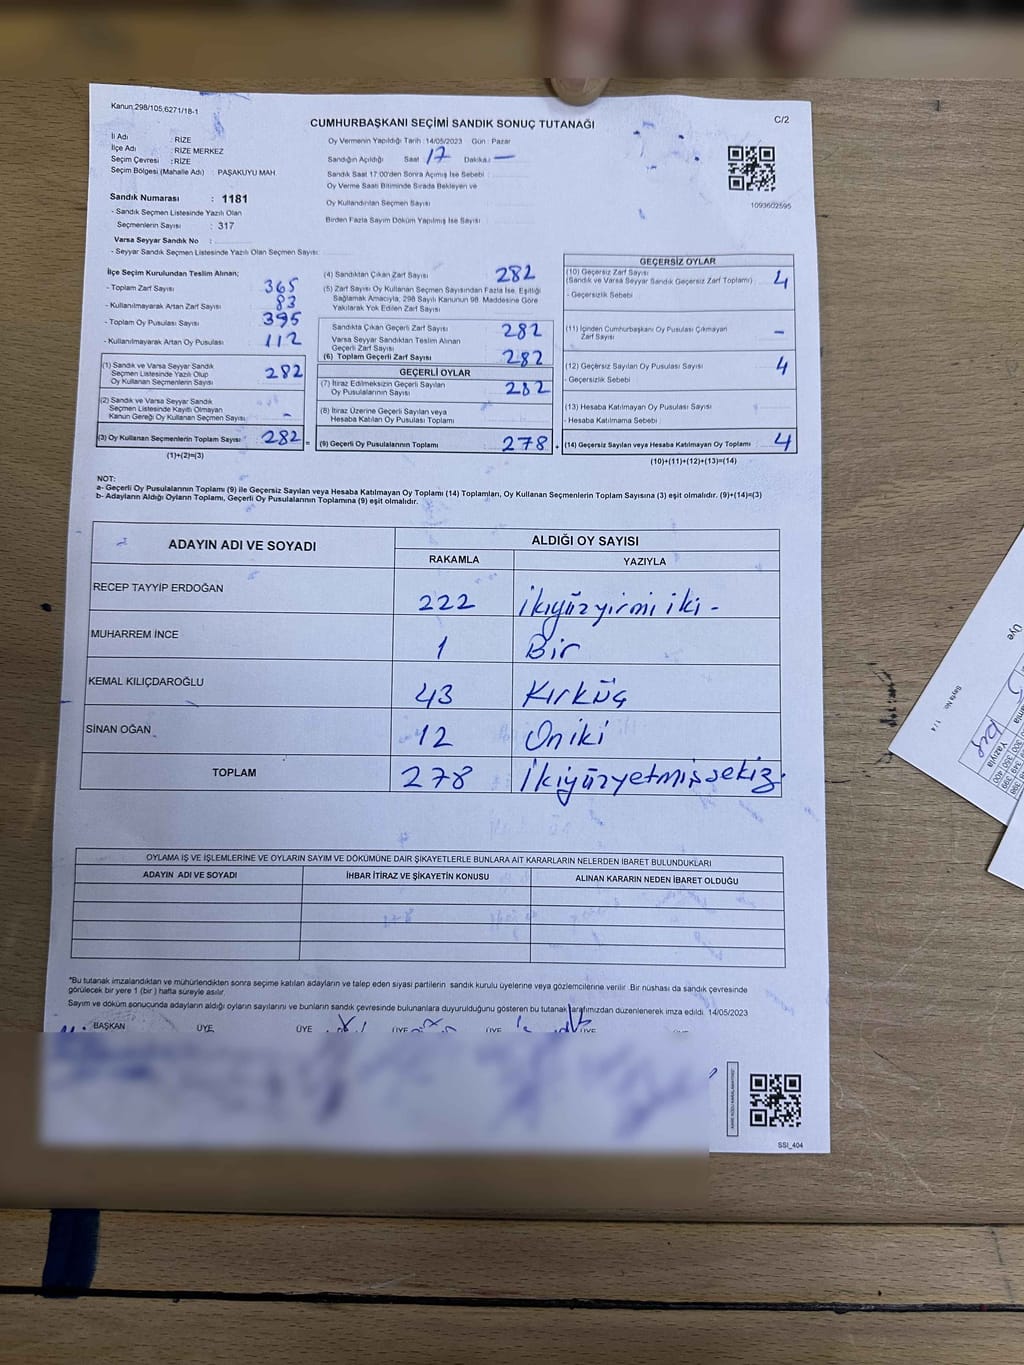 Kanun 298/105,6271/18-1
C/2
CUMHURBAŞKANI SEÇİMİ SANDIK SONUÇ TUTANAĞI
İl Adı : RİZE
İlçe Adı : RİZE MERKEZ
Seçim Çevresi : RİZE
Seçim Bölgesi (Mahalle Adı) : PAŞAKUYU MAH.
Sandık Numarası : 1181
- Sandık Seçmen Listesinde Yazılı Olan
Seçmenlerin Sayısı : 317
Varsa Seyyar Sandık No :
- Seyyar Sandık Seçmen Listesinde Yazılı Olan Seçmen Sayısı:
Oy Vermenin Yapıldığı Tarih : 14/05/2023 Gün : Pazar
Sandığın Açıldığı Saat 17 Dakika: —
Sandık Saat 17:00'den Sonra Açılmış İse Sebebi :
Oy Verme Saati Bitiminde Sırada Bekleyen ve
Oy Kullandırılan Seçmen Sayısı
Birden Fazla Sayım Döküm Yapılmış İse Sayısı :
1093602595
İlçe Seçim Kurulundan Teslim Alınan;
- Toplam Zarf Sayısı 365
- Kullanılmayarak Artan Zarf Sayısı 83
- Toplam Oy Pusulası Sayısı 395
- Kullanılmayarak Artan Oy Pusulası 112
(1) Sandık ve Varsa Seyyar Sandık
Seçmen Listesinde Yazılı Olup
Oy Kullanan Seçmenlerin Sayısı 282
(2) Sandık ve Varsa Seyyar Sandık
Seçmen Listesinde Kayıtlı Olmayan
Kanun Gereği Oy Kullanan Seçmen Sayısı -
(3) Oy Kullanan Seçmenlerin Toplam Sayısı 282 =
(1)+(2)=(3)
(4) Sandıktan Çıkan Zarf Sayısı 282
(5) Zarf Sayısı Oy Kullanan Seçmen Sayısından Fazla İse, Eşitliği
Sağlamak Amacıyla, 298 Sayılı Kanunun 98. Maddesine Göre
Yakılarak Yok Edilen Zarf Sayısı
Sandıkta Çıkan Geçerli Zarf Sayısı 282
Varsa Seyyar Sandıktan Teslim Alınan
Geçerli Zarf Sayısı
(6) Toplam Geçerli Zarf Sayısı 282
GEÇERLİ OYLAR
(7) İtiraz Edilmeksizin Geçerli Sayılan
Oy Pusulalarının Sayısı 282
(8) İtiraz Üzerine Geçerli Sayılan veya
Hesaba Katılan Oy Pusulası Toplamı
(9) Geçerli Oy Pusulalarının Toplamı 278 +
GEÇERSİZ OYLAR
(10) Geçersiz Zarf Sayısı
(Sandık ve Varsa Seyyar Sandık Geçersiz Zarf Toplamı) 4
- Geçersizlik Sebebi
(11) İçinden Cumhurbaşkanı Oy Pusulası Çıkmayan
Zarf Sayısı -
(12) Geçersiz Sayılan Oy Pusulası Sayısı 4
- Geçersizlik Sebebi
(13) Hesaba Katılmayan Oy Pusulası Sayısı
- Hesaba Katılmama Sebebi
(14) Geçersiz Sayılan veya Hesaba Katılmayan Oy Toplamı 4
(10)+(11)+(12)+(13)=(14)
NOT:
a- Geçerli Oy Pusulalarının Toplamı (9) ile Geçersiz Sayılan veya Hesaba Katılmayan Oy Toplamı (14) Toplamları, Oy Kullanan Seçmenlerin Toplam Sayısına (3) eşit olmalıdır. (9)+(14)=(3)
b- Adayların Aldığı Oyların Toplamı, Geçerli Oy Pusulalarının Toplamına (9) eşit olmalıdır.
ADAYIN ADI VE SOYADI
ALDIĞI OY SAYISI
RAKAMLA YAZIYLA
RECEP TAYYİP ERDOĞAN 222 İkiyüzyirmi iki -
MUHARREM İNCE 1 Bir
KEMAL KILIÇDAROĞLU 43 Kırküç
SİNAN OĞAN 12 Oniki
TOPLAM 278 İkiyüzyetmişsekiz.
OYLAMA İŞ VE İŞLEMLERİNE VE OYLARIN SAYIM VE DÖKÜMÜNE DAİR ŞİKAYETLERLE BUNLARA AİT KARARLARIN NELERDEN İBARET BULUNDUKLARI
ADAYIN ADI VE SOYADI İHBAR İTİRAZ VE ŞİKAYETİN KONUSU ALINAN KARARIN NEDEN İBARET OLDUĞU
*Bu tutanak imzalandıktan ve mühürlendikten sonra seçime katılan adayların ve talep eden siyasi partilerin sandık kurulu üyelerine veya gözlemcilerine verilir. Bir nüshası da sandık çevresinde
görülecek bir yere 1 (bir) hafta süreyle asılır.
Sayım ve döküm sonucunda adayların aldığı oyların sayılarını ve bunların sandık çevresinde bulunanlara duyurulduğunu gösteren bu tutanak tarafımızdan düzenlenerek imza edildi. 14/05/2023
BAŞKAN ÜYE ÜYE ÜYE ÜYE ÜYE
SSI_404
Üye
Sayfa No: 1 / 4
Yazıyla